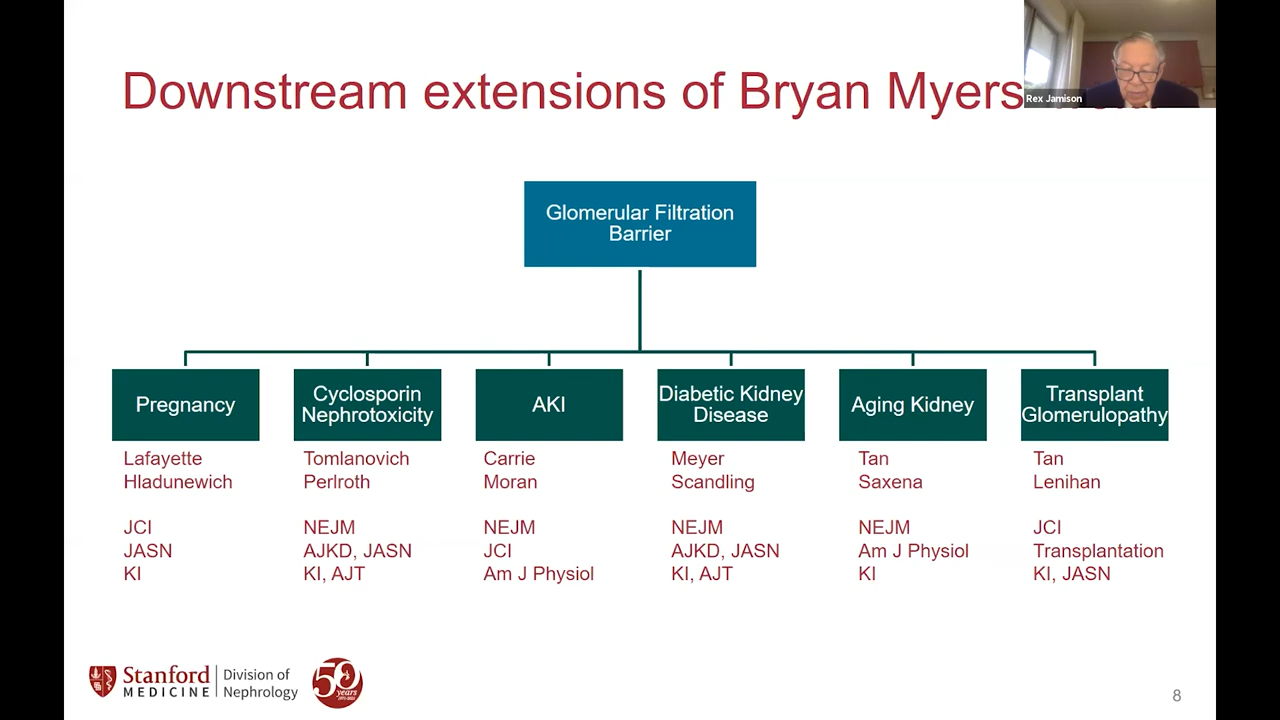 Downstream extensions of Bryan Myers
Rex Jamison
Glomerular Filtration
Barrier
Pregnancy
Cyclosporin
Nephrotoxicity
AKI
Diabetic Kidney
Disease
Aging Kidney
Transplant
Glomerulopathy
Lafayette
Hladunewich
JCI
JASN
KI
Tomlanovich
Perlroth
NEJM
AJKD, JASN
KI, AJT
Carrie
Moran
NEJM
JCI
Am J Physiol
Meyer
Scandling
NEJM
AJKD, JASN
KI, AJT
Tan
Saxena
NEJM
Am J Physiol
KI
Tan
Lenihan
JCI
Transplantation
KI, JASN
Stanford
MEDICINE
Division of
Nephrology
50
years
8